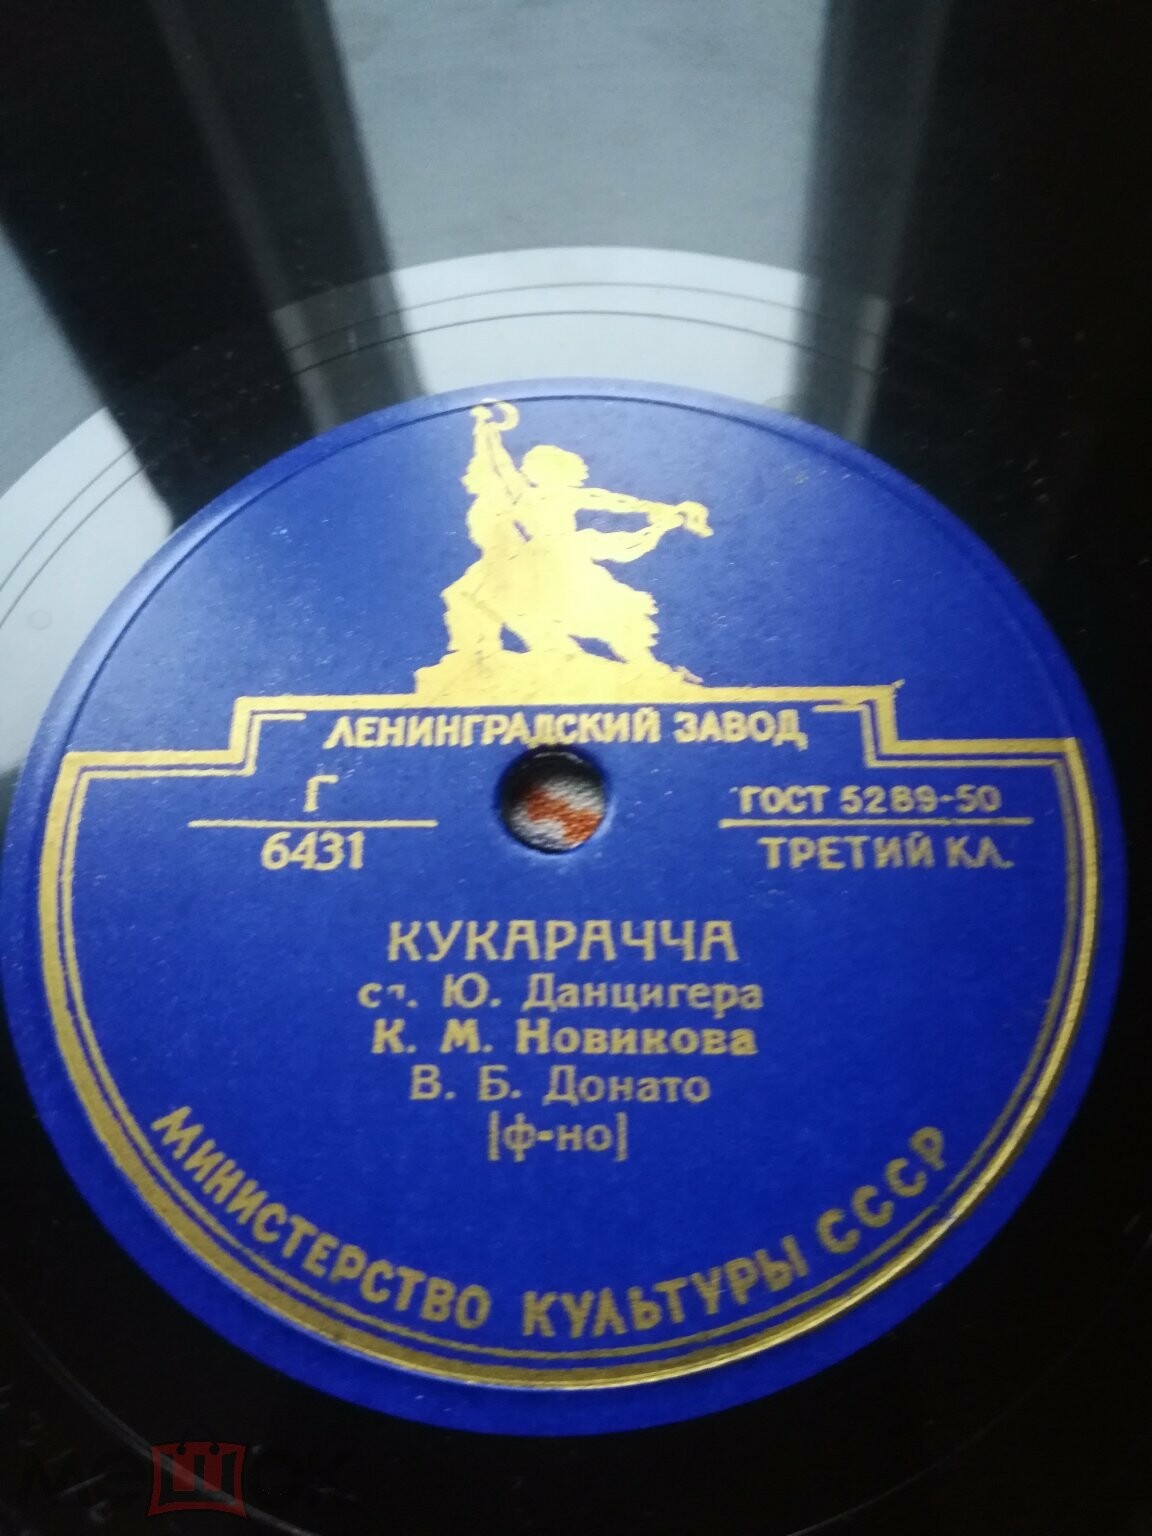 ЛЕНИНГРАДСКИЙ ЗАВОД
Г
6431
ГОСТ 5289-50
ТРЕТИЙ КЛ.
КУКАРАЧЧА
сл. Ю. Данцигера
К. М. Новикова
В. Б. Донато
[ф-но]
МИНИСТЕРСТВО КУЛЬТУРЫ СССР